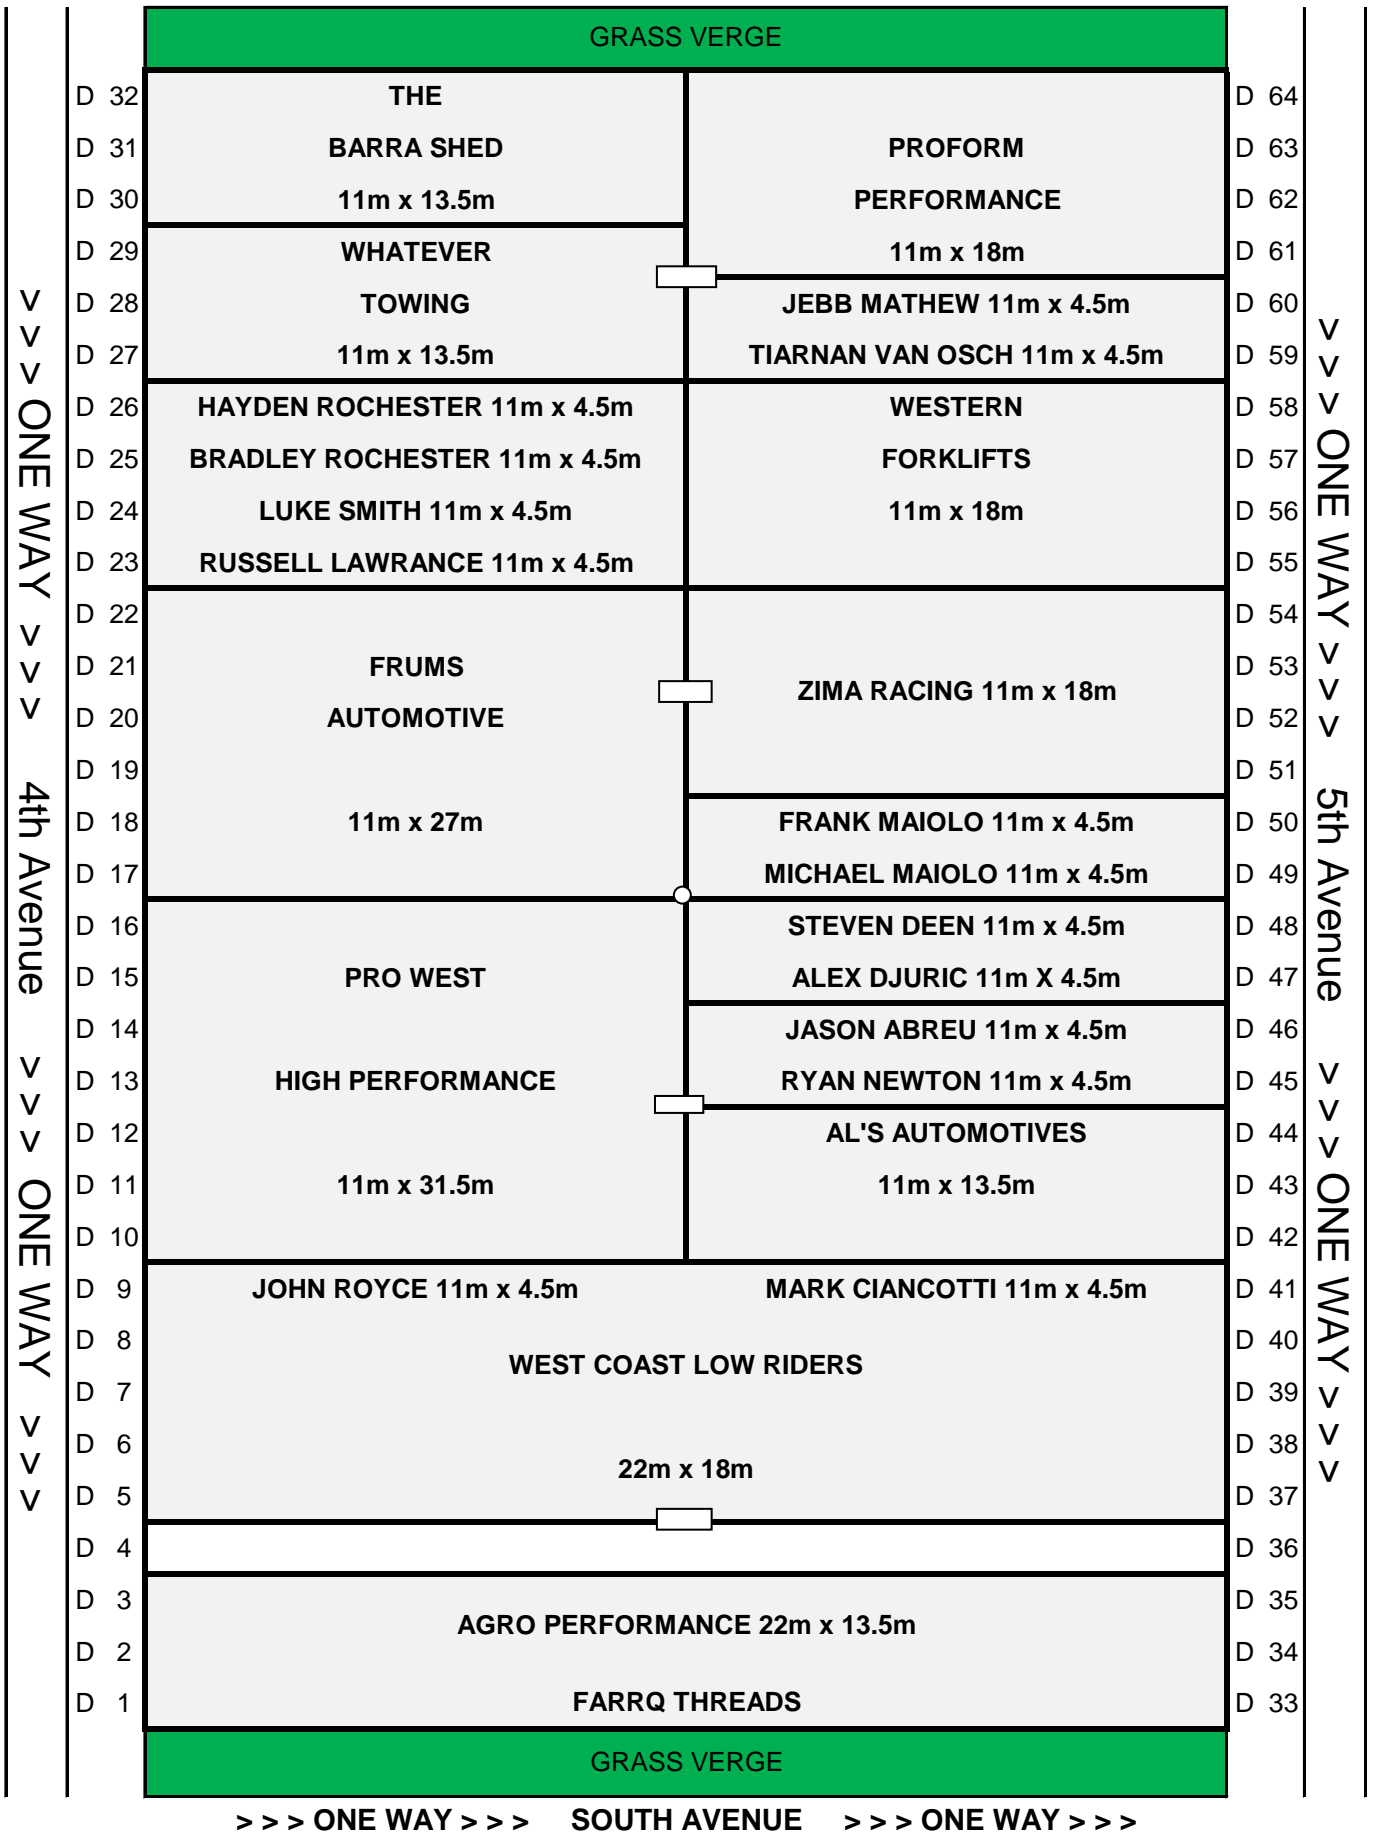 GRASS VERGE
D 32 THE D 64
D 31 BARRA SHED PROFORM D 63
D 30 11m x 13.5m PERFORMANCE D 62
D 29 WHATEVER 11m x 18m D 61
D 28 TOWING JEBB MATHEW 11m x 4.5m D 60
D 27 11m x 13.5m TIARNAN VAN OSCH 11m x 4.5m D 59
D 26 HAYDEN ROCHESTER 11m x 4.5m WESTERN D 58
D 25 BRADLEY ROCHESTER 11m x 4.5m FORKLIFTS D 57
D 24 LUKE SMITH 11m x 4.5m 11m x 18m D 56
D 23 RUSSELL LAWRANCE 11m x 4.5m D 55
D 22 D 54
D 21 FRUMS D 53
ZIMA RACING 11m x 18m
D 20 AUTOMOTIVE D 52
D 19 D 51
D 18 11m x 27m FRANK MAIOLO 11m x 4.5m D 50
D 17 MICHAEL MAIOLO 11m x 4.5m D 49
D 16 STEVEN DEEN 11m x 4.5m D 48
D 15 PRO WEST ALEX DJURIC 11m X 4.5m D 47
D 14 JASON ABREU 11m x 4.5m D 46
D 13 HIGH PERFORMANCE RYAN NEWTON 11m x 4.5m D 45
D 12 AL'S AUTOMOTIVES D 44
D 11 11m x 31.5m 11m x 13.5m D 43
D 10 D 42
D 9 JOHN ROYCE 11m x 4.5m MARK CIANCOTTI 11m x 4.5m D 41
D 8 D 40
WEST COAST LOW RIDERS
D 7 D 39
D 6 D 38
22m x 18m
D 5 D 37
D 4 D 36
D 3 D 35
AGRO PERFORMANCE 22m x 13.5m
D 2 D 34
D 1 FARRQ THREADS D 33
GRASS VERGE
> > > ONE WAY > > > 4th Avenue > > > ONE WAY > > >
> > > ONE WAY > > > 5th Avenue > > > ONE WAY > > >
> > > ONE WAY > > > SOUTH AVENUE > > > ONE WAY > > >